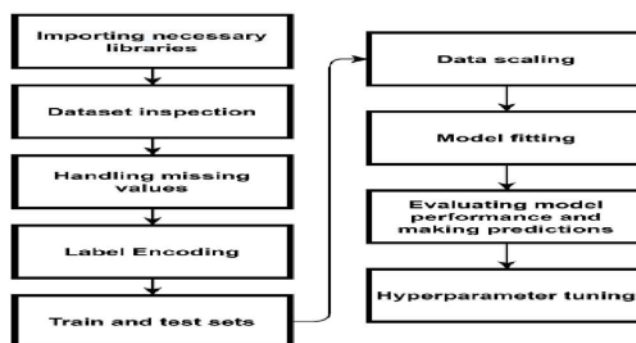 Importing necessary
libraries
Dataset inspection
Handling missing
values
Label Encoding
Train and test sets
Data scaling
Model fitting
Evaluating model
performance and
making predictions
Hyperparameter tuning